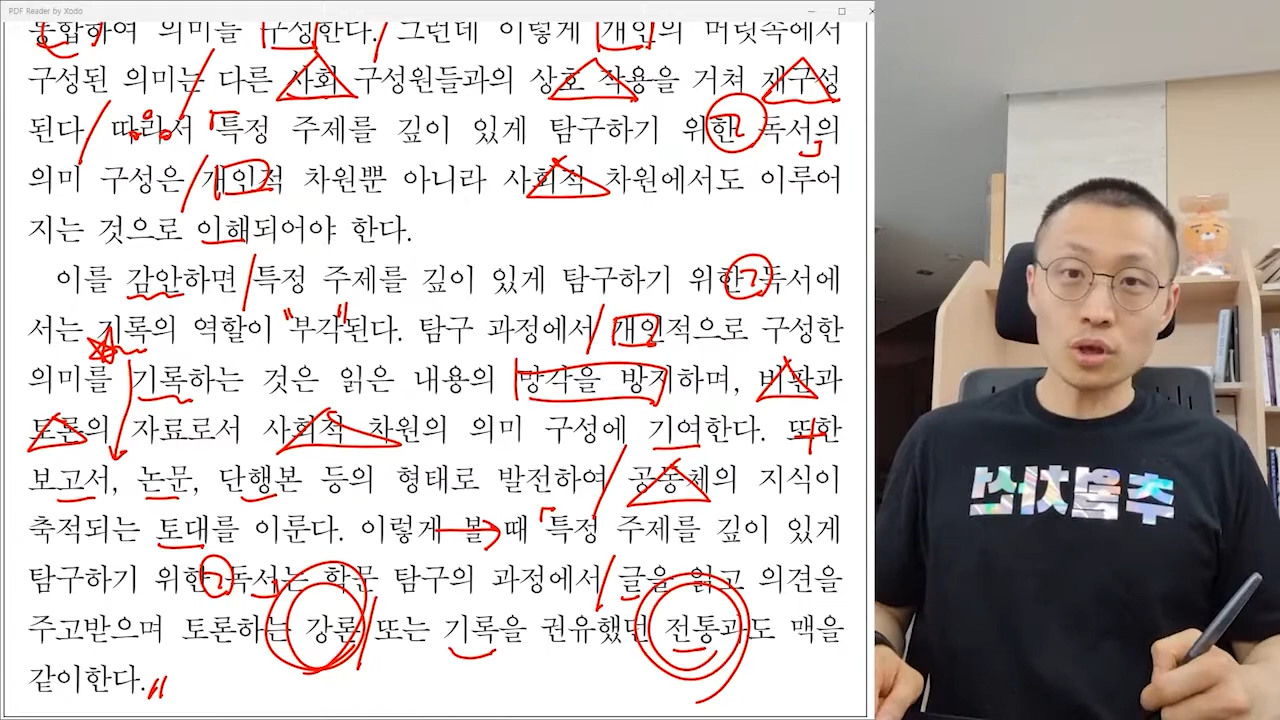 PDF Reader by Xodo
통합하여 의미를 구성한다. 그런데 이렇게 개인의 머릿속에서
구성된 의미는 다른 사회 구성원들과의 상호 작용을 거쳐 재구성
된다. 따라서 특정 주제를 깊이 있게 탐구하기 위한 독서의
의미 구성은 개인적 차원뿐 아니라 사회적 차원에서도 이루어
지는 것으로 이해되어야 한다.
이를 감안하면 특정 주제를 깊이 있게 탐구하기 위한 독서에
서는 기록의 역할이 부각된다. 탐구 과정에서 개인적으로 구성한
의미를 기록하는 것은 읽은 내용의 망각을 방지하며, 비판과
토론의 자료로서 사회적 차원의 의미 구성에 기여한다. 또한
보고서, 논문, 단행본 등의 형태로 발전하여 공동체의 지식이
축적되는 토대를 이룬다. 이렇게 볼 때 특정 주제를 깊이 있게
탐구하기 위한 독서는 학문 탐구의 과정에서 글을 읽고 의견을
주고받으며 토론하는 강론 또는 기록을 권유했던 전통과도 맥을
같이한다.